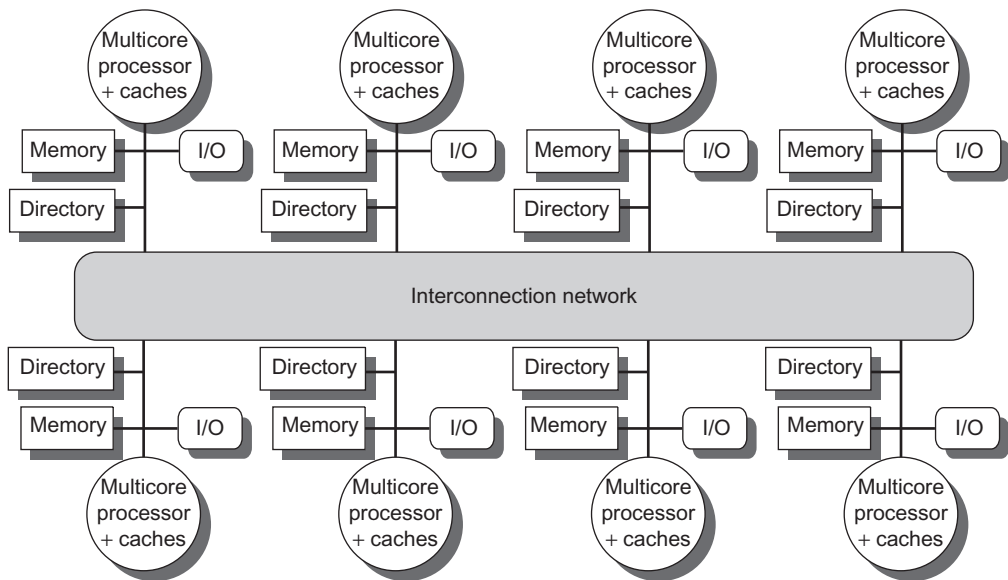 Multicore
processor
+ caches
Multicore
processor
+ caches
Multicore
processor
+ caches
Multicore
processor
+ caches
Memory
I/O
Memory
I/O
Memory
I/O
Memory
I/O
Directory
Directory
Directory
Directory
Interconnection network
Directory
Directory
Directory
Directory
Memory
I/O
Memory
I/O
Memory
I/O
Memory
I/O
Multicore
processor
+ caches
Multicore
processor
+ caches
Multicore
processor
+ caches
Multicore
processor
+ caches